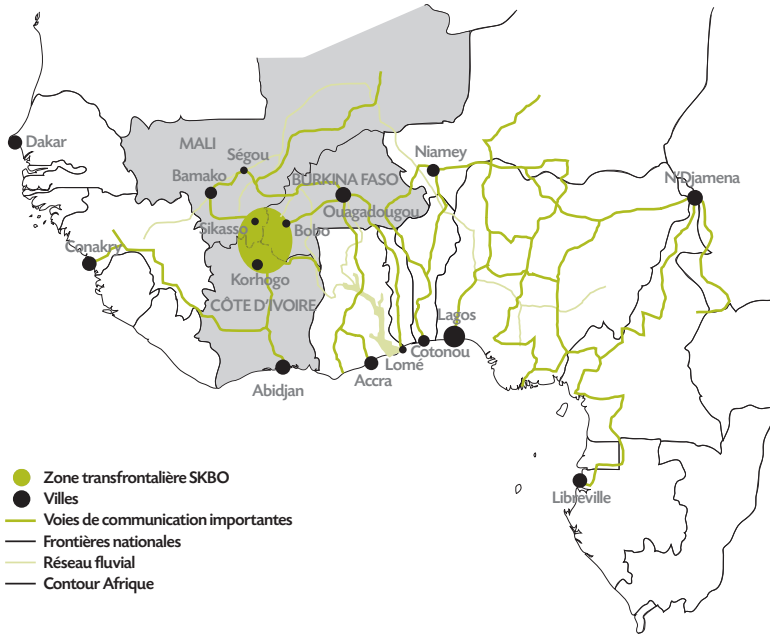 Dakar
MALI
Ségou
Bamako
Niamey
BURKINA FASO
N'Djamena
Ouagadougou
Sikasso
Bobo
Conakry
Korhogo
CÔTE D'IVOIRE
Lagos
Cotonou
Lomé
Accra
Abidjan
Libreville
Zone transfrontalière SKBO
Villes
Voies de communication importantes
Frontières nationales
Réseau fluvial
Contour Afrique